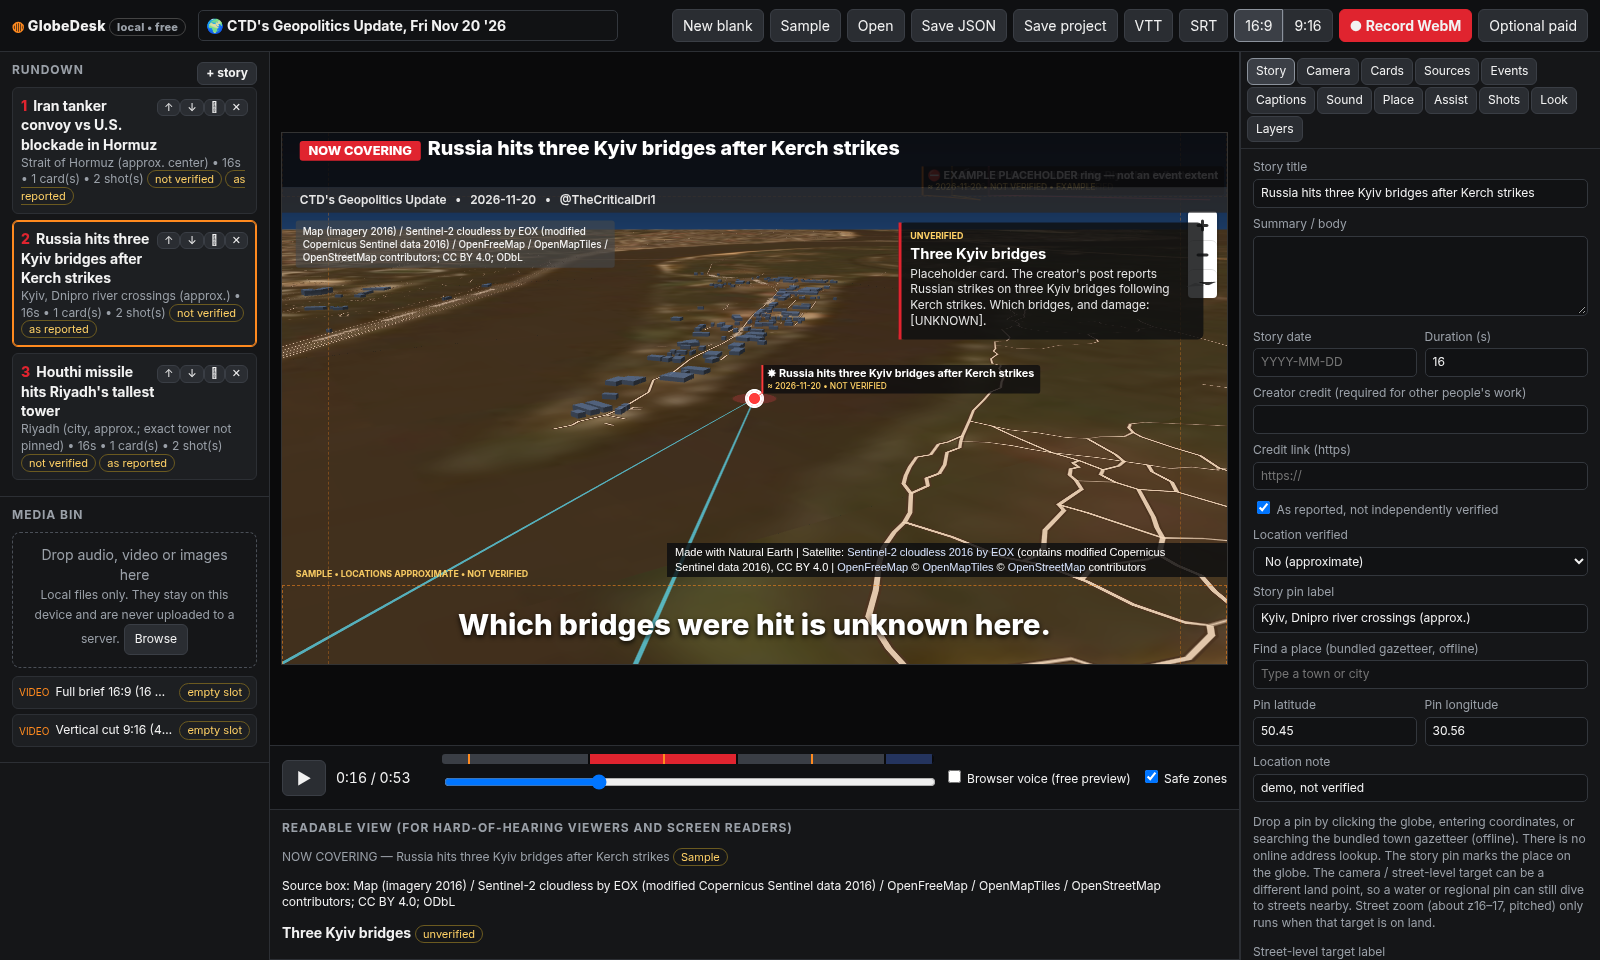 GlobeDesk local • free
🌍 CTD's Geopolitics Update, Fri Nov 20 '26
New blank
Sample
Open
Save JSON
Save project
VTT
SRT
16:9
9:16
Record WebM
Optional paid
RUNDOWN
+ story
1 Iran tanker convoy vs U.S. blockade in Hormuz
↑ ↓ ✕
Strait of Hormuz (approx. center) • 16s
• 1 card(s) • 2 shot(s) not verified as
reported
2 Russia hits three Kyiv bridges after Kerch strikes
↑ ↓ ✕
Kyiv, Dnipro river crossings (approx.) •
16s • 1 card(s) • 2 shot(s) not verified
as reported
3 Houthi missile hits Riyadh's tallest tower
↑ ↓ ✕
Riyadh (city, approx.; exact tower not
pinned) • 16s • 1 card(s) • 2 shot(s)
not verified as reported
MEDIA BIN
Drop audio, video or images
here
Local files only. They stay on this
device and are never uploaded to a
server. Browse
VIDEO Full brief 16:9 (16 ... empty slot
VIDEO Vertical cut 9:16 (4... empty slot
NOW COVERING Russia hits three Kyiv bridges after Kerch strikes
EXAMPLE PLACEHOLDER ring — not an event extent
≈ 2026-11-20 • NOT VERIFIED • EXAMPLE
CTD's Geopolitics Update • 2026-11-20 • @TheCriticalDri1
Map (imagery 2016) / Sentinel-2 cloudless by EOX (modified
Copernicus Sentinel data 2016) / OpenFreeMap / OpenMapTiles /
OpenStreetMap contributors; CC BY 4.0; ODbL
UNVERIFIED
Three Kyiv bridges
Placeholder card. The creator's post reports
Russian strikes on three Kyiv bridges following
Kerch strikes. Which bridges, and damage:
[UNKNOWN].
✸ Russia hits three Kyiv bridges after Kerch strikes
≈ 2026-11-20 • NOT VERIFIED
Made with Natural Earth | Satellite: Sentinel-2 cloudless 2016 by EOX (contains modified Copernicus
Sentinel data 2016), CC BY 4.0 | OpenFreeMap © OpenMapTiles © OpenStreetMap contributors
SAMPLE • LOCATIONS APPROXIMATE • NOT VERIFIED
Which bridges were hit is unknown here.
0:16 / 0:53
Browser voice (free preview)
Safe zones
READABLE VIEW (FOR HARD-OF-HEARING VIEWERS AND SCREEN READERS)
NOW COVERING — Russia hits three Kyiv bridges after Kerch strikes Sample
Source box: Map (imagery 2016) / Sentinel-2 cloudless by EOX (modified Copernicus Sentinel data 2016) / OpenFreeMap / OpenMapTiles / OpenStreetMap
contributors; CC BY 4.0; ODbL
Three Kyiv bridges unverified
Story
Camera
Cards
Sources
Events
Captions
Sound
Place
Assist
Shots
Look
Layers
Story title
Russia hits three Kyiv bridges after Kerch strikes
Summary / body
Story date
Duration (s)
YYYY-MM-DD
16
Creator credit (required for other people's work)
Credit link (https)
https://
As reported, not independently verified
Location verified
No (approximate)
Story pin label
Kyiv, Dnipro river crossings (approx.)
Find a place (bundled gazetteer, offline)
Type a town or city
Pin latitude
Pin longitude
50.45
30.56
Location note
demo, not verified
Drop a pin by clicking the globe, entering coordinates, or
searching the bundled town gazetteer (offline). There is no
online address lookup. The story pin marks the place on
the globe. The camera / street-level target can be a
different land point, so a water or regional pin can still dive
to streets nearby. Street zoom (about z16–17, pitched) only
runs when that target is on land.
Street-level target label